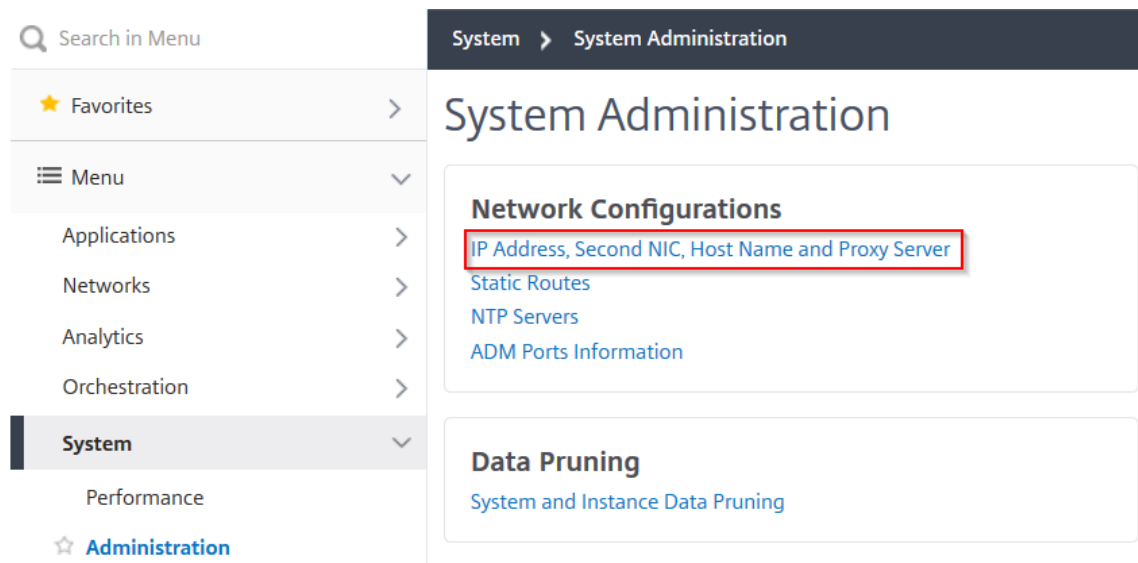 Search in Menu
Favorites
Menu
Applications
Networks
Analytics
Orchestration
System
Performance
Administration
System > System Administration
System Administration
Network Configurations
IP Address, Second NIC, Host Name and Proxy Server
Static Routes
NTP Servers
ADM Ports Information
Data Pruning
System and Instance Data Pruning